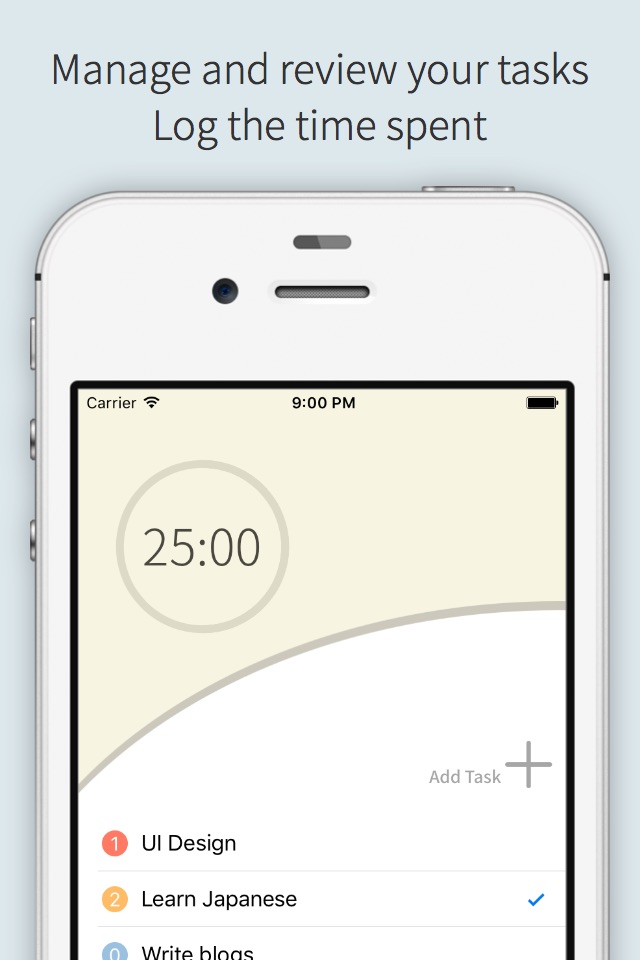 Manage and review your tasks
Log the time spent
Carrier 9:00 PM
25:00
Add Task
1 UI Design
2 Learn Japanese
0 Write blogs